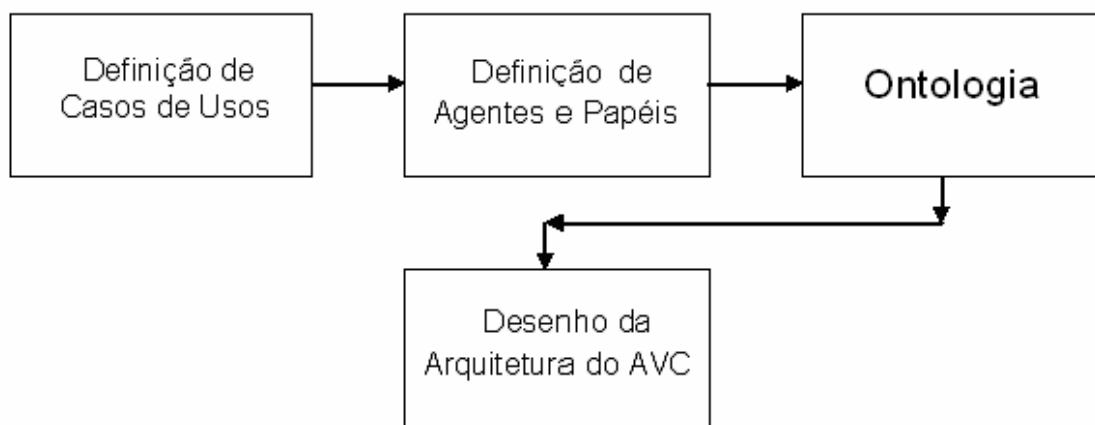 Definição de
Casos de Usos
Definição de
Agentes e Papéis
Ontologia
Desenho da
Arquitetura do AVC